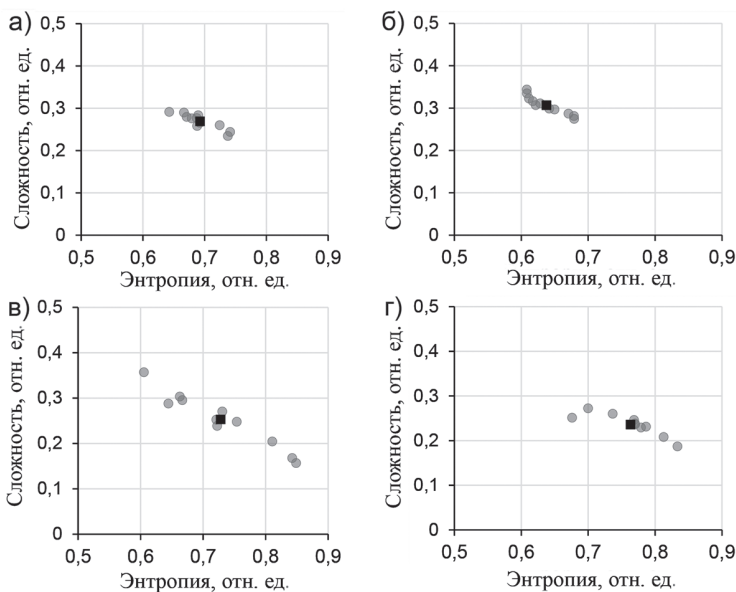 а)
Сложность, отн. ед.
0,5
0,4
0,3
0,2
0,1
0
0,5 0,6 0,7 0,8 0,9
Энтропия, отн. ед.
б)
Сложность, отн. ед.
0,5
0,4
0,3
0,2
0,1
0
0,5 0,6 0,7 0,8 0,9
Энтропия, отн. ед.
в)
Сложность, отн. ед.
0,5
0,4
0,3
0,2
0,1
0
0,5 0,6 0,7 0,8 0,9
Энтропия, отн. ед.
г)
Сложность, отн. ед.
0,5
0,4
0,3
0,2
0,1
0
0,5 0,6 0,7 0,8 0,9
Энтропия, отн. ед.